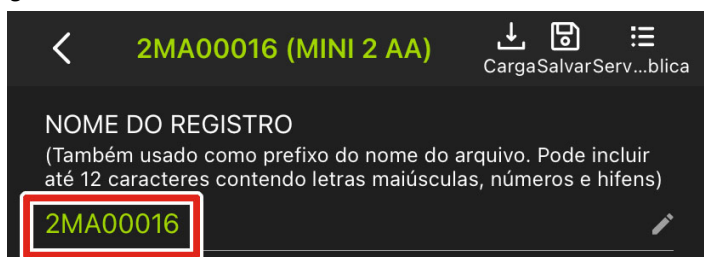 2MA00016 (MINI 2 AA)
Carga Salvar Serv...blica
NOME DO REGISTRO
(Também usado como prefixo do nome do arquivo. Pode incluir
até 12 caracteres contendo letras maiúsculas, números e hifens)
2MA00016